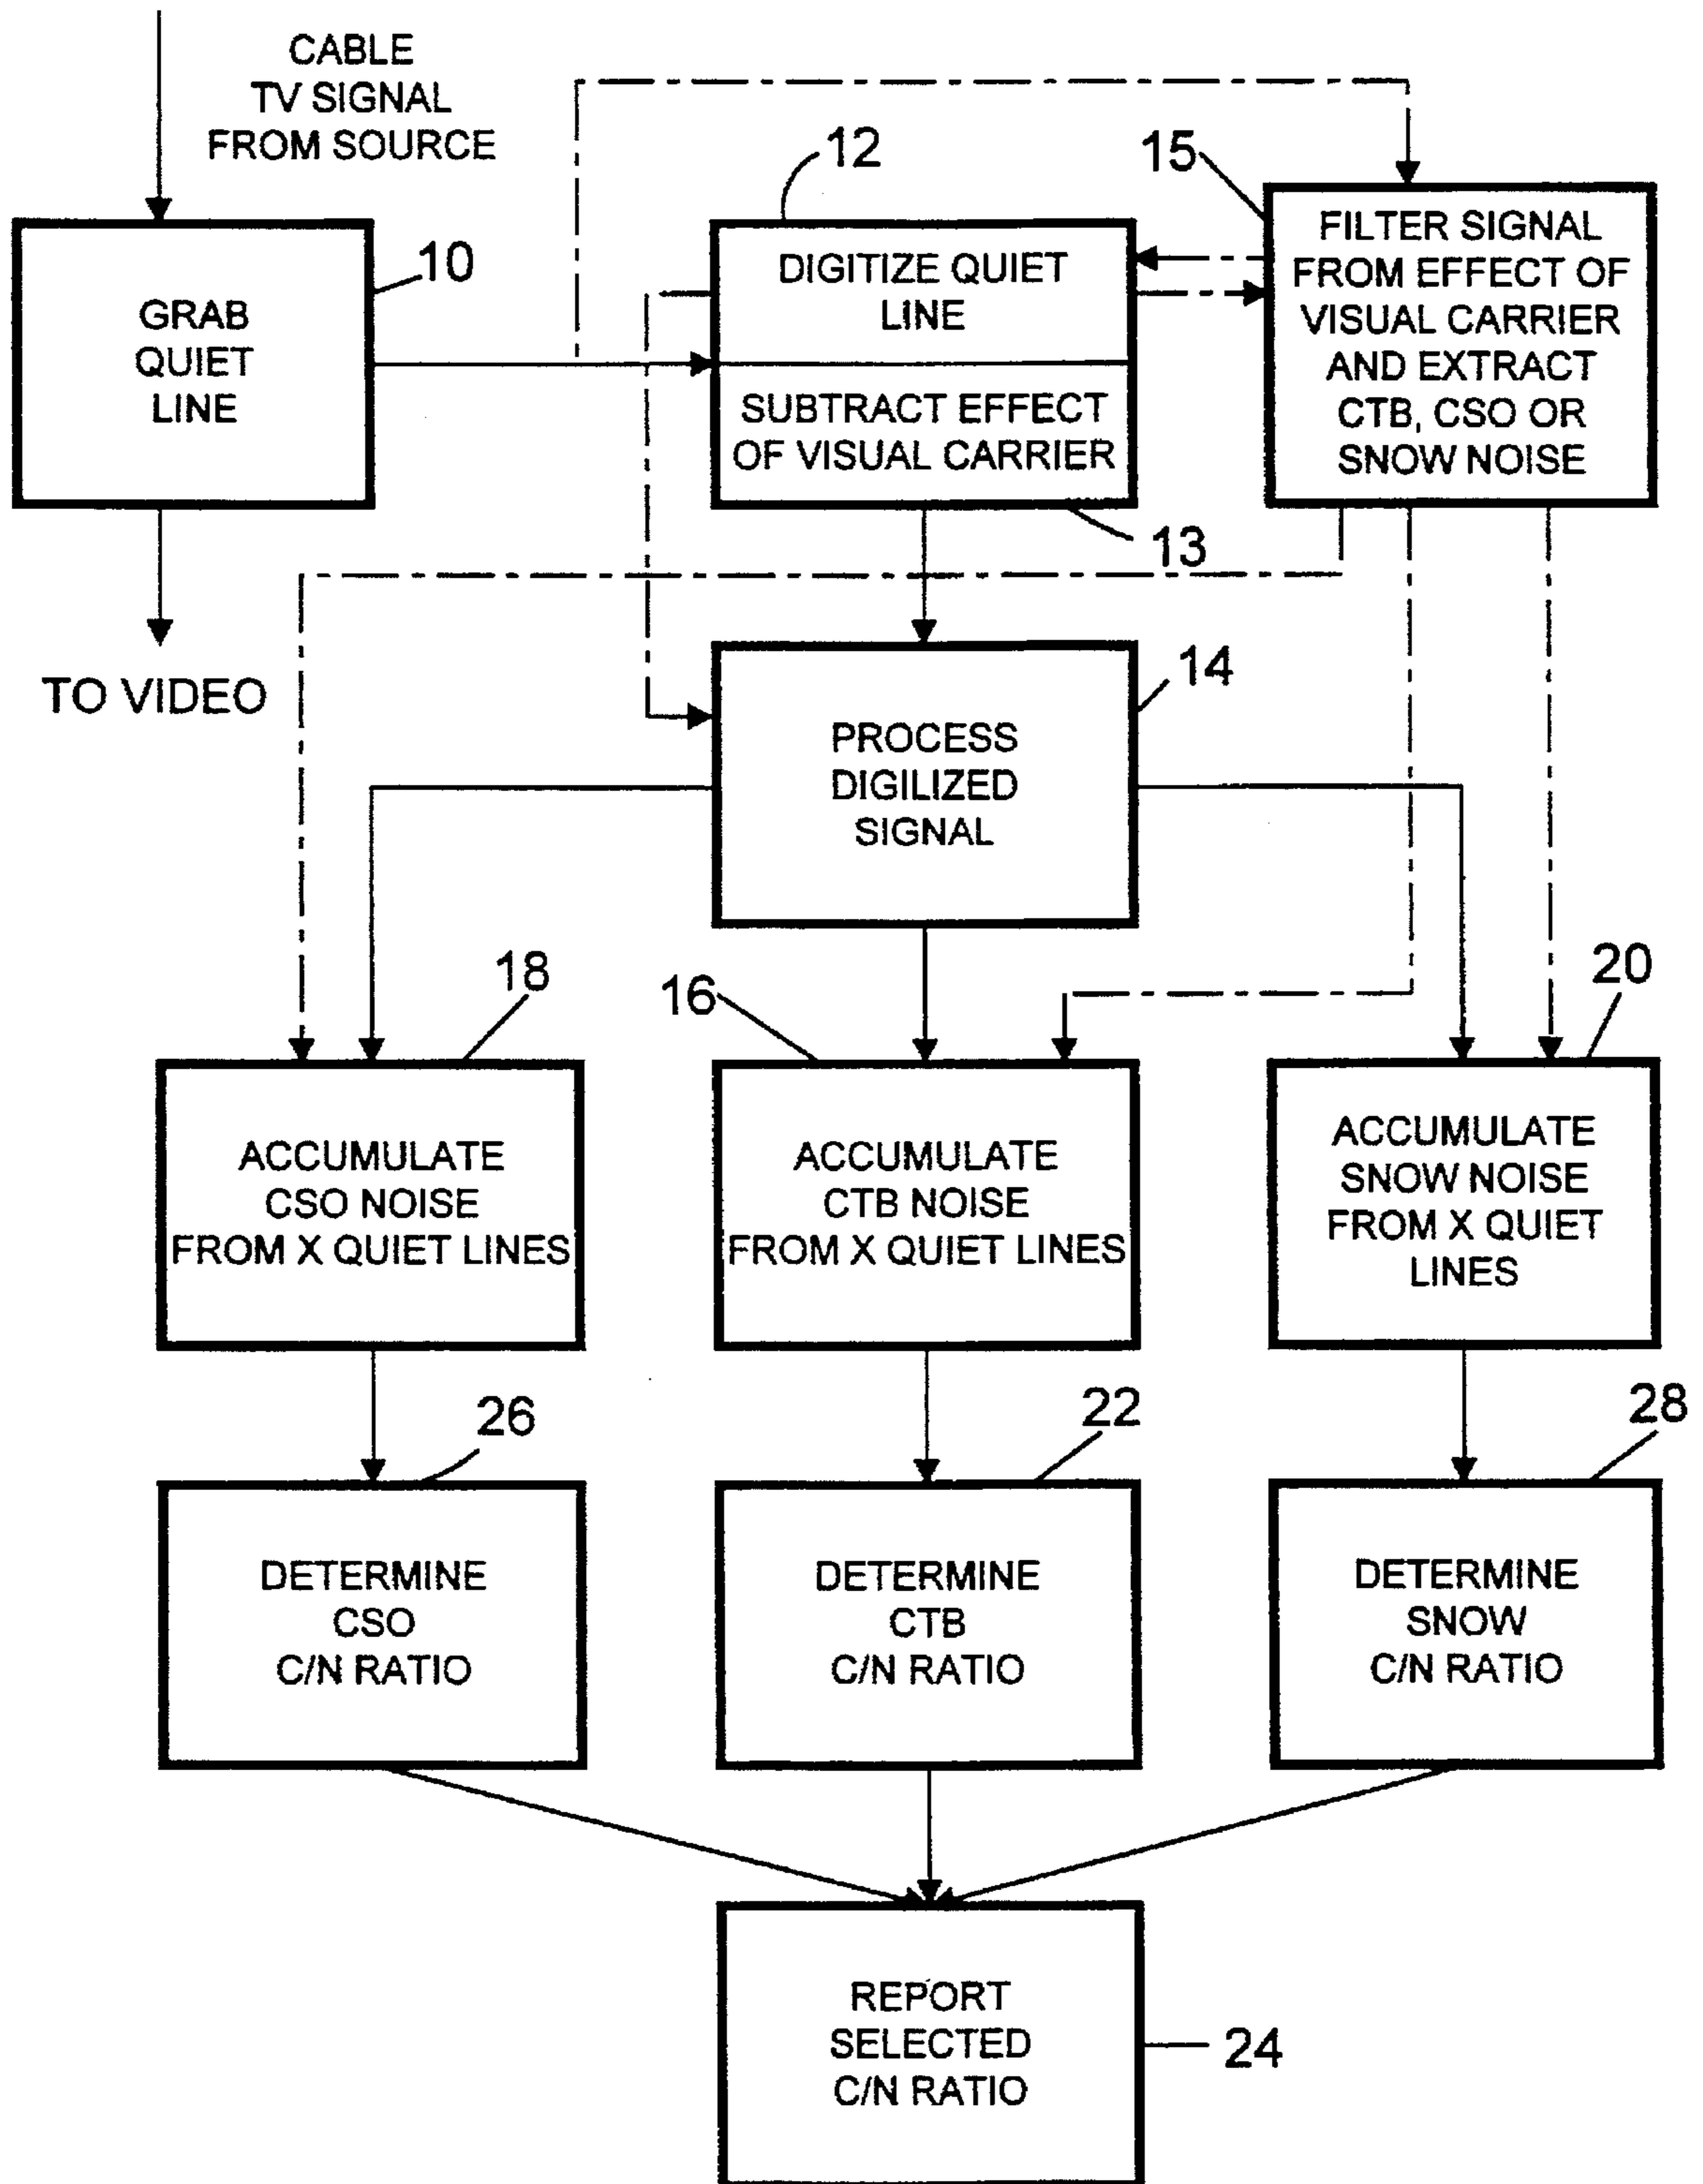 CABLE
TV SIGNAL
FROM SOURCE
12
15
10
GRAB
QUIET
LINE
DIGITIZE QUIET
LINE
SUBTRACT EFFECT
OF VISUAL CARRIER
FILTER SIGNAL
FROM EFFECT OF
VISUAL CARRIER
AND EXTRACT
CTB, CSO OR
SNOW NOISE
13
TO VIDEO
14
PROCESS
DIGILIZED
SIGNAL
18
16
20
ACCUMULATE
CSO NOISE
FROM X QUIET LINES
ACCUMULATE
CTB NOISE
FROM X QUIET LINES
ACCUMULATE
SNOW NOISE
FROM X QUIET
LINES
26
22
28
DETERMINE
CSO
C/N RATIO
DETERMINE
CTB
C/N RATIO
DETERMINE
SNOW
C/N RATIO
REPORT
SELECTED
C/N RATIO
24